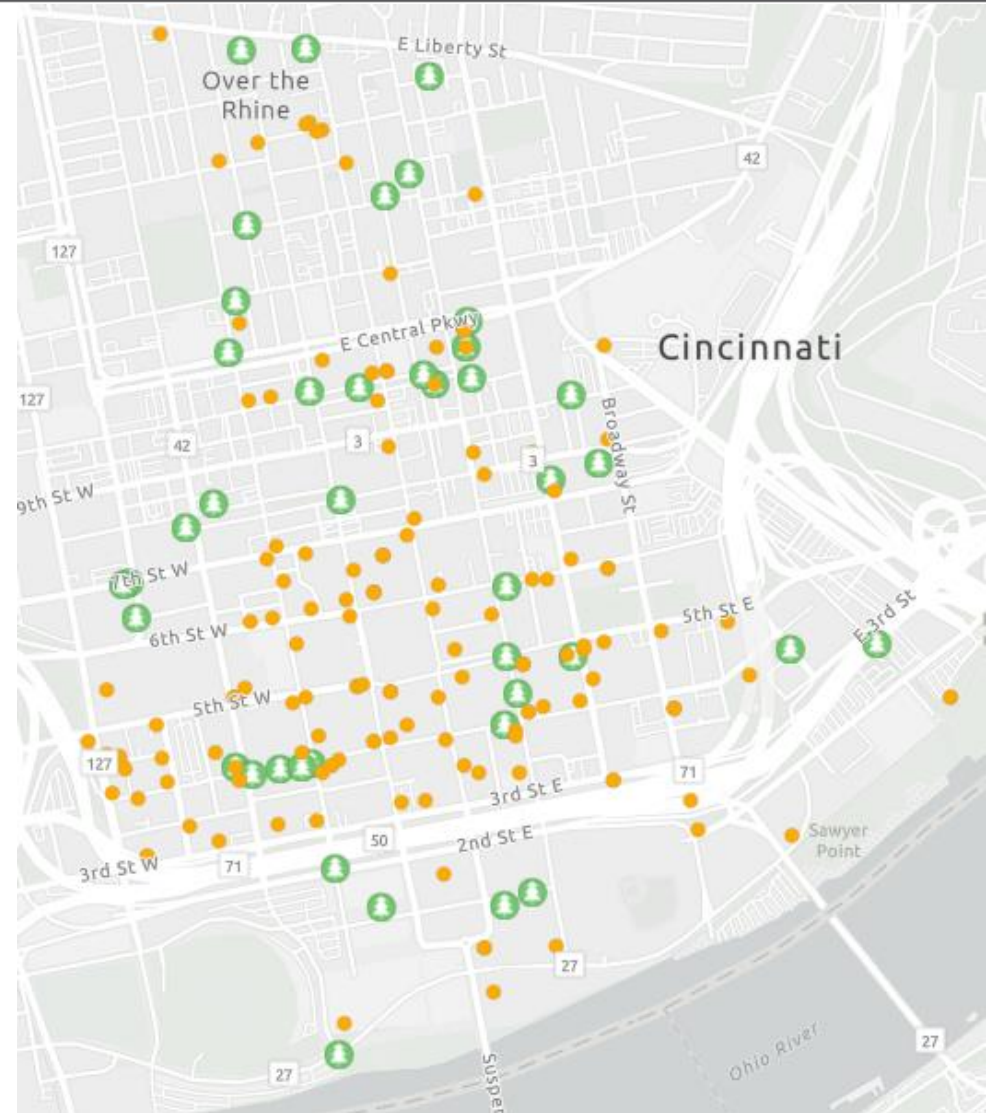 E Liberty St
Over the
Rhine
42
127
E Central Pkwy
Cincinnati
127
Broadway St
42
3
3
9th St W
7th St W
5th St E
E 3rd St
6th St W
5th St W
127
71
3rd St E
50
2nd St E
Sawyer
Point
3rd St W
71
27
Ohio River
27
Suspen
27